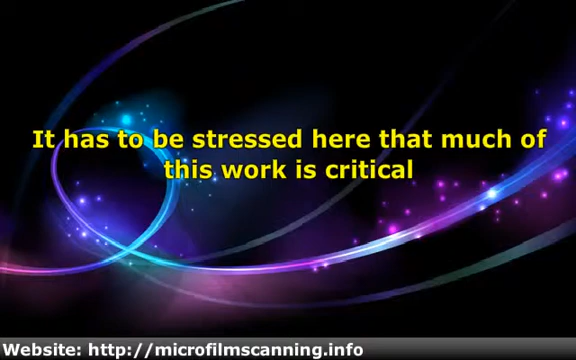 It has to be stressed here that much of
this work is critical
Website: http://microfilmscanning.info